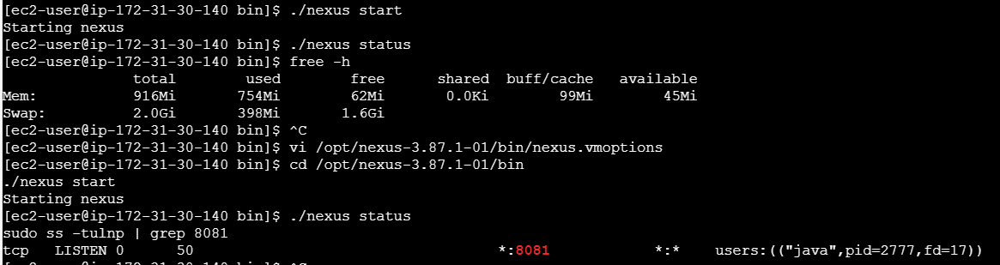 [ec2-user@ip-172-31-30-140 bin]$ ./nexus start
Starting nexus
[ec2-user@ip-172-31-30-140 bin]$ ./nexus status
[ec2-user@ip-172-31-30-140 bin]$ free -h
total used free shared buff/cache available
Mem: 916Mi 754Mi 62Mi 0.0Ki 99Mi 45Mi
Swap: 2.0Gi 398Mi 1.6Gi
[ec2-user@ip-172-31-30-140 bin]$ ^C
[ec2-user@ip-172-31-30-140 bin]$ vi /opt/nexus-3.87.1-01/bin/nexus.vmoptions
[ec2-user@ip-172-31-30-140 bin]$ cd /opt/nexus-3.87.1-01/bin
./nexus start
Starting nexus
[ec2-user@ip-172-31-30-140 bin]$ ./nexus status
sudo ss -tulnp | grep 8081
tcp LISTEN 0 50 *:8081 *:* users:(("java",pid=2777,fd=17))